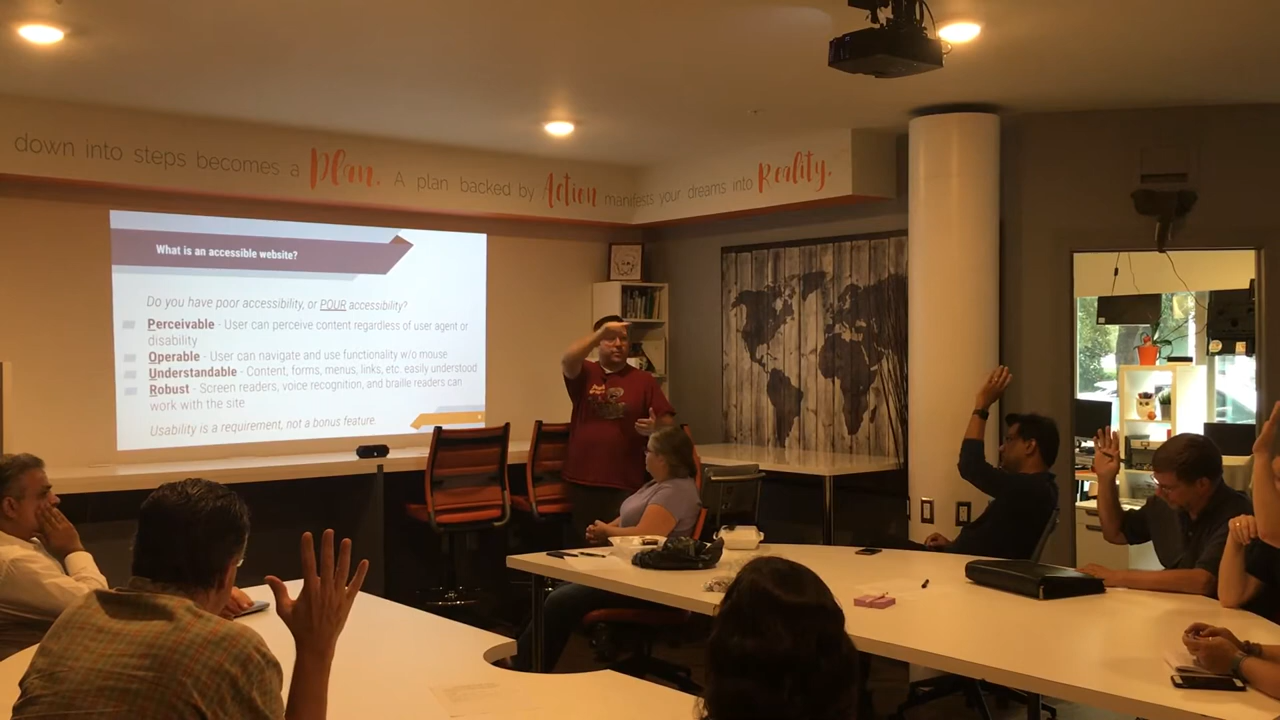 down into steps becomes a Plan. A plan backed by Action manifests your dreams into Reality.
What is an accessible website?
Do you have poor accessibility, or POUR accessibility?
Perceivable - User can perceive content regardless of user agent or
disability
Operable - User can navigate and use functionality w/o mouse
Understandable - Content, forms, menus, links, etc. easily understood
Robust - Screen readers, voice recognition, and braille readers can
work with the site
Usability is a requirement, not a bonus feature.